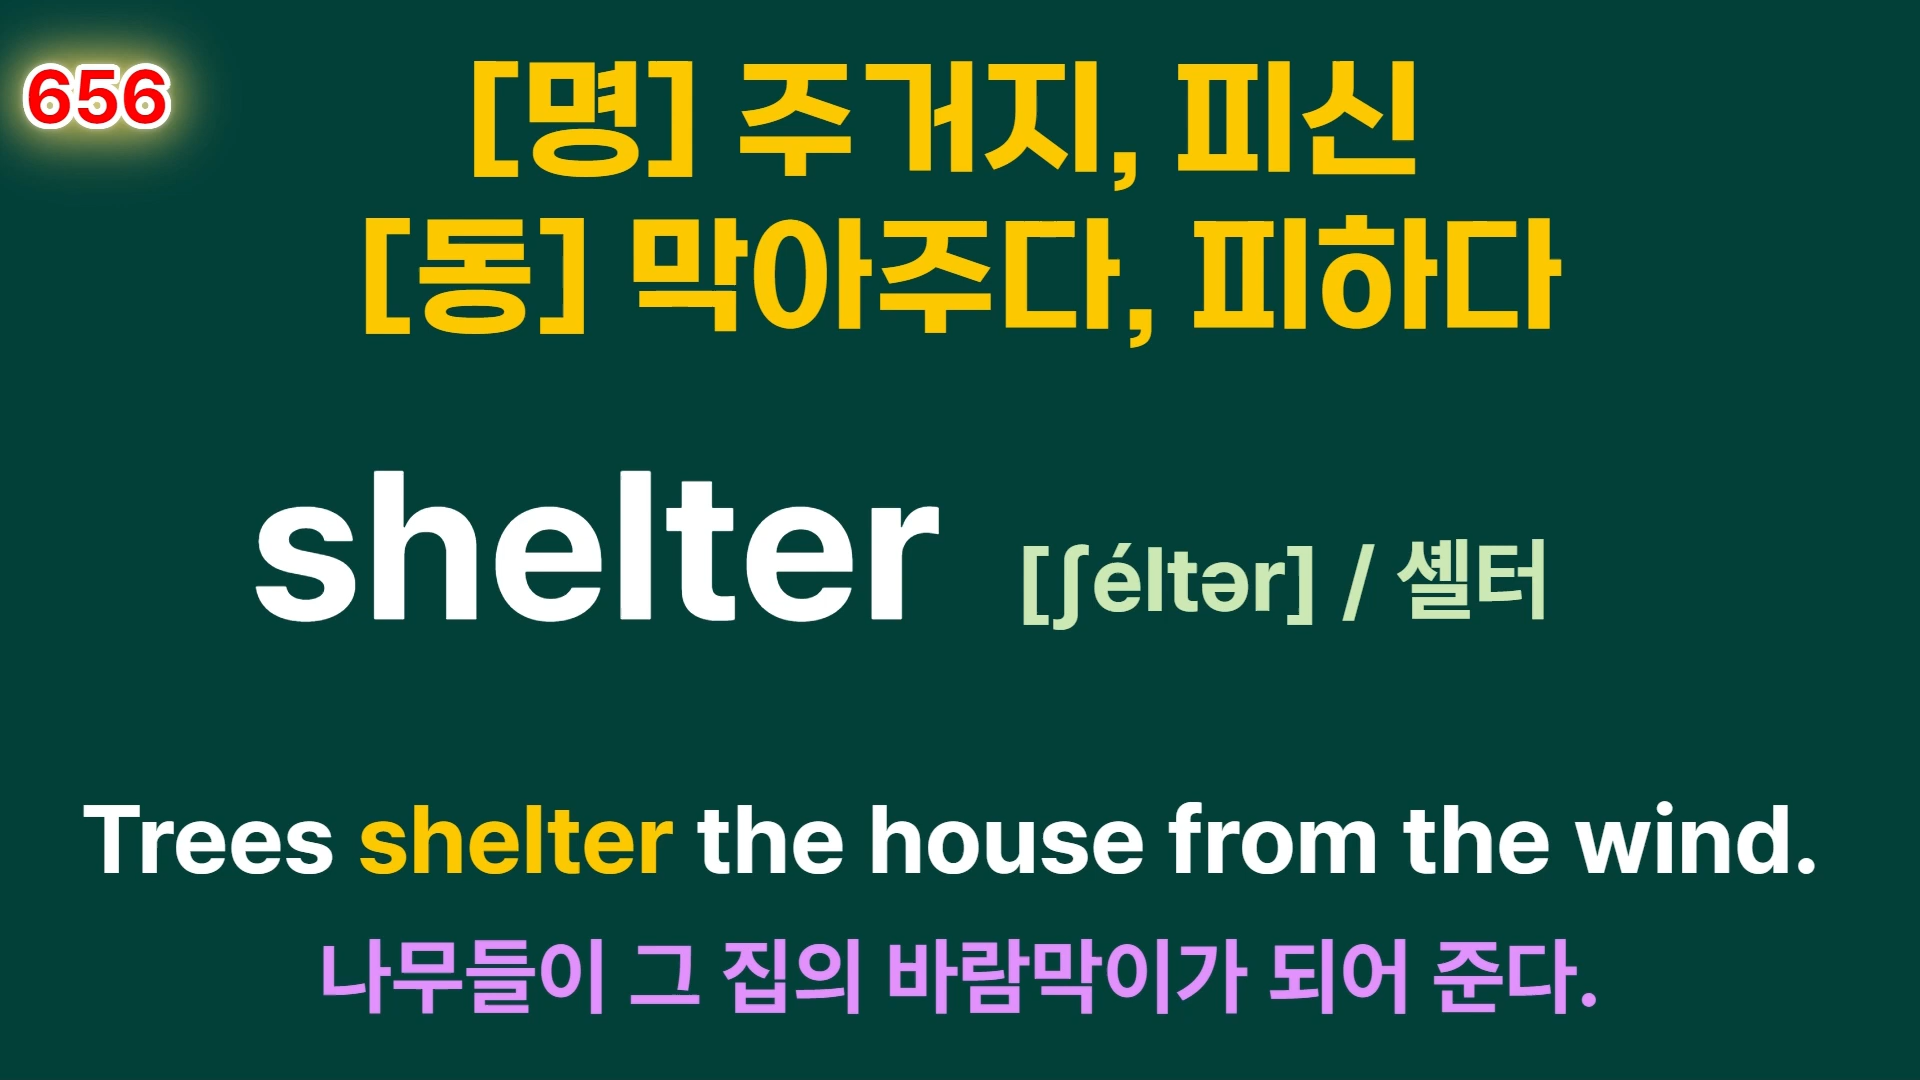 656
[명] 주거지, 피신
[동] 막아주다, 피하다
shelter [ʃéltər] / 셸터
Trees shelter the house from the wind.
나무들이 그 집의 바람막이가 되어 준다.